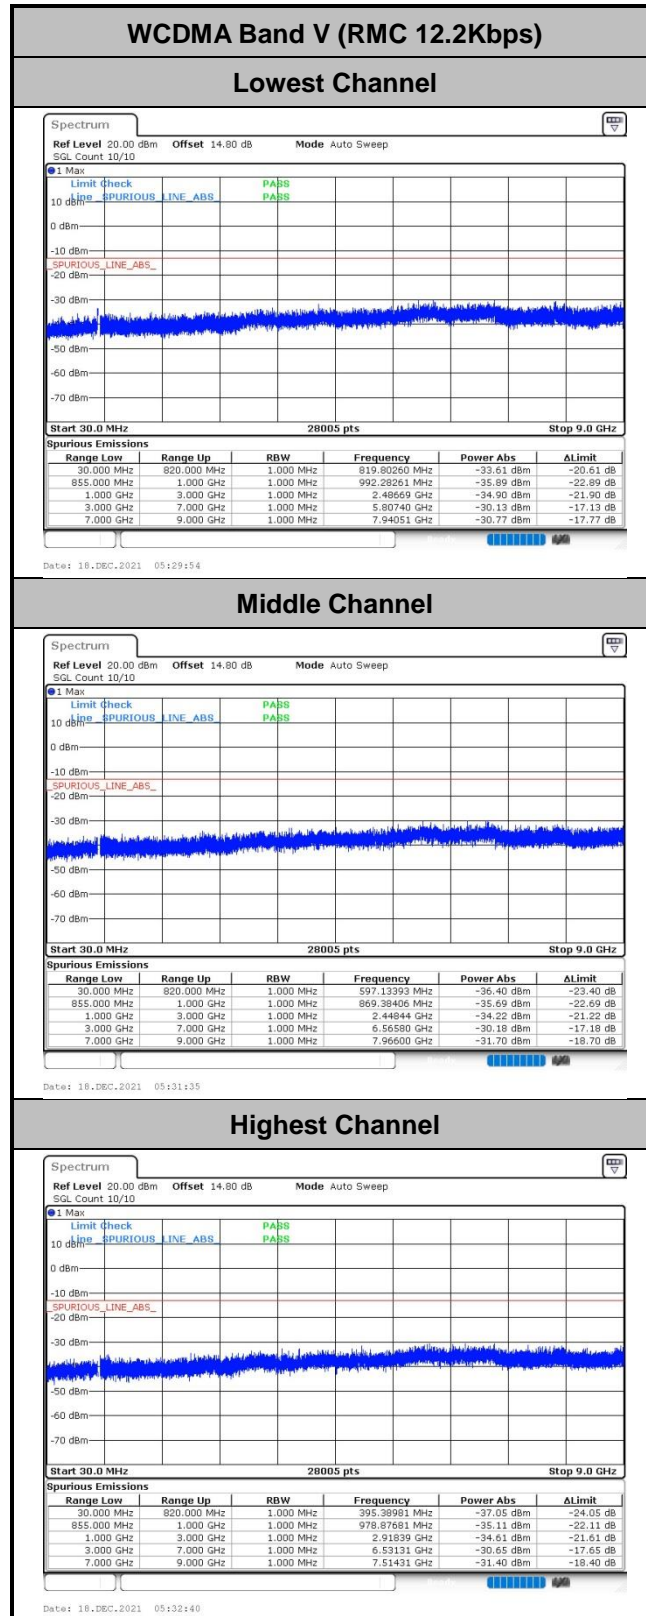 WCDMA Band V (RMC 12.2Kbps)
Lowest Channel
Spectrum
Ref Level 20.00 dBm Offset 14.80 dB Mode Auto Sweep
SGL Count 10/10
1 Max
Limit Check PASS
10 dBm Line _SPURIOUS_LINE_ABS_ PASS
0 dBm
-10 dBm
_SPURIOUS_LINE_ABS_
-20 dBm
-30 dBm
-50 dBm
-60 dBm
-70 dBm
Start 30.0 MHz 28005 pts Stop 9.0 GHz
Spurious Emissions
Range Low Range Up RBW Frequency Power Abs ΔLimit
30.000 MHz 820.000 MHz 1.000 MHz 819.80260 MHz -33.61 dBm -20.61 dB
855.000 MHz 1.000 GHz 1.000 MHz 992.28261 MHz -35.89 dBm -22.89 dB
1.000 GHz 3.000 GHz 1.000 MHz 2.48669 GHz -34.90 dBm -21.90 dB
3.000 GHz 7.000 GHz 1.000 MHz 5.80740 GHz -30.13 dBm -17.13 dB
7.000 GHz 9.000 GHz 1.000 MHz 7.94051 GHz -30.77 dBm -17.77 dB
Date: 18.DEC.2021 05:29:54
Middle Channel
Spectrum
Ref Level 20.00 dBm Offset 14.80 dB Mode Auto Sweep
SGL Count 10/10
1 Max
Limit Check PASS
10 dBm Line _SPURIOUS_LINE_ABS_ PASS
0 dBm
-10 dBm
_SPURIOUS_LINE_ABS_
-20 dBm
-30 dBm
-50 dBm
-60 dBm
-70 dBm
Start 30.0 MHz 28005 pts Stop 9.0 GHz
Spurious Emissions
Range Low Range Up RBW Frequency Power Abs ΔLimit
30.000 MHz 820.000 MHz 1.000 MHz 597.13393 MHz -36.40 dBm -23.40 dB
855.000 MHz 1.000 GHz 1.000 MHz 869.38406 MHz -35.69 dBm -22.69 dB
1.000 GHz 3.000 GHz 1.000 MHz 2.44844 GHz -34.22 dBm -21.22 dB
3.000 GHz 7.000 GHz 1.000 MHz 6.56580 GHz -30.18 dBm -17.18 dB
7.000 GHz 9.000 GHz 1.000 MHz 7.96600 GHz -31.70 dBm -18.70 dB
Date: 18.DEC.2021 05:31:35
Highest Channel
Spectrum
Ref Level 20.00 dBm Offset 14.80 dB Mode Auto Sweep
SGL Count 10/10
1 Max
Limit Check PASS
10 dBm Line _SPURIOUS_LINE_ABS_ PASS
0 dBm
-10 dBm
_SPURIOUS_LINE_ABS_
-20 dBm
-30 dBm
-50 dBm
-60 dBm
-70 dBm
Start 30.0 MHz 28005 pts Stop 9.0 GHz
Spurious Emissions
Range Low Range Up RBW Frequency Power Abs ΔLimit
30.000 MHz 820.000 MHz 1.000 MHz 395.38981 MHz -37.05 dBm -24.05 dB
855.000 MHz 1.000 GHz 1.000 MHz 978.87681 MHz -35.11 dBm -22.11 dB
1.000 GHz 3.000 GHz 1.000 MHz 2.91839 GHz -34.61 dBm -21.61 dB
3.000 GHz 7.000 GHz 1.000 MHz 6.53131 GHz -30.65 dBm -17.65 dB
7.000 GHz 9.000 GHz 1.000 MHz 7.51431 GHz -31.40 dBm -18.40 dB
Date: 18.DEC.2021 05:32:40